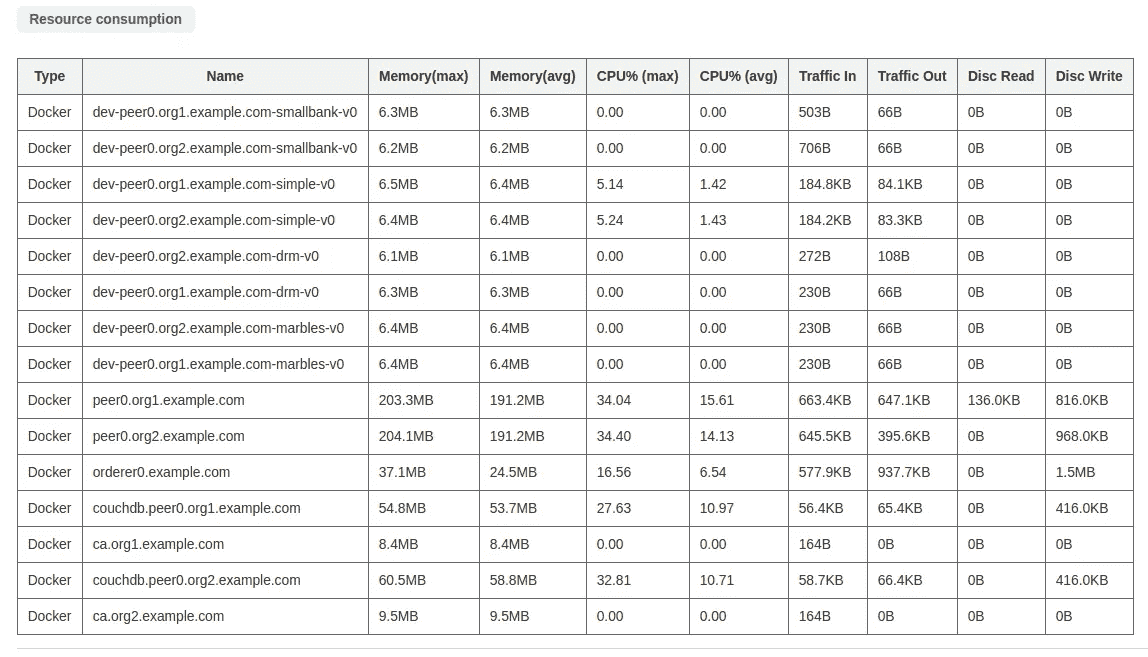 Resource consumption
Type Name Memory(max) Memory(avg) CPU% (max) CPU% (avg) Traffic In Traffic Out Disc Read Disc Write
Docker dev-peer0.org1.example.com-smallbank-v0 6.3MB 6.3MB 0.00 0.00 503B 66B 0B 0B
Docker dev-peer0.org2.example.com-smallbank-v0 6.2MB 6.2MB 0.00 0.00 706B 66B 0B 0B
Docker dev-peer0.org1.example.com-simple-v0 6.5MB 6.4MB 5.14 1.42 184.8KB 84.1KB 0B 0B
Docker dev-peer0.org2.example.com-simple-v0 6.4MB 6.4MB 5.24 1.43 184.2KB 83.3KB 0B 0B
Docker dev-peer0.org2.example.com-drm-v0 6.1MB 6.1MB 0.00 0.00 272B 108B 0B 0B
Docker dev-peer0.org1.example.com-drm-v0 6.3MB 6.3MB 0.00 0.00 230B 66B 0B 0B
Docker dev-peer0.org2.example.com-marbles-v0 6.4MB 6.4MB 0.00 0.00 230B 66B 0B 0B
Docker dev-peer0.org1.example.com-marbles-v0 6.4MB 6.4MB 0.00 0.00 230B 66B 0B 0B
Docker peer0.org1.example.com 203.3MB 191.2MB 34.04 15.61 663.4KB 647.1KB 136.0KB 816.0KB
Docker peer0.org2.example.com 204.1MB 191.2MB 34.40 14.13 645.5KB 395.6KB 0B 968.0KB
Docker orderer0.example.com 37.1MB 24.5MB 16.56 6.54 577.9KB 937.7KB 0B 1.5MB
Docker couchdb.peer0.org1.example.com 54.8MB 53.7MB 27.63 10.97 56.4KB 65.4KB 0B 416.0KB
Docker ca.org1.example.com 8.4MB 8.4MB 0.00 0.00 164B 0B 0B 0B
Docker couchdb.peer0.org2.example.com 60.5MB 58.8MB 32.81 10.71 58.7KB 66.4KB 0B 416.0KB
Docker ca.org2.example.com 9.5MB 9.5MB 0.00 0.00 164B 0B 0B 0B